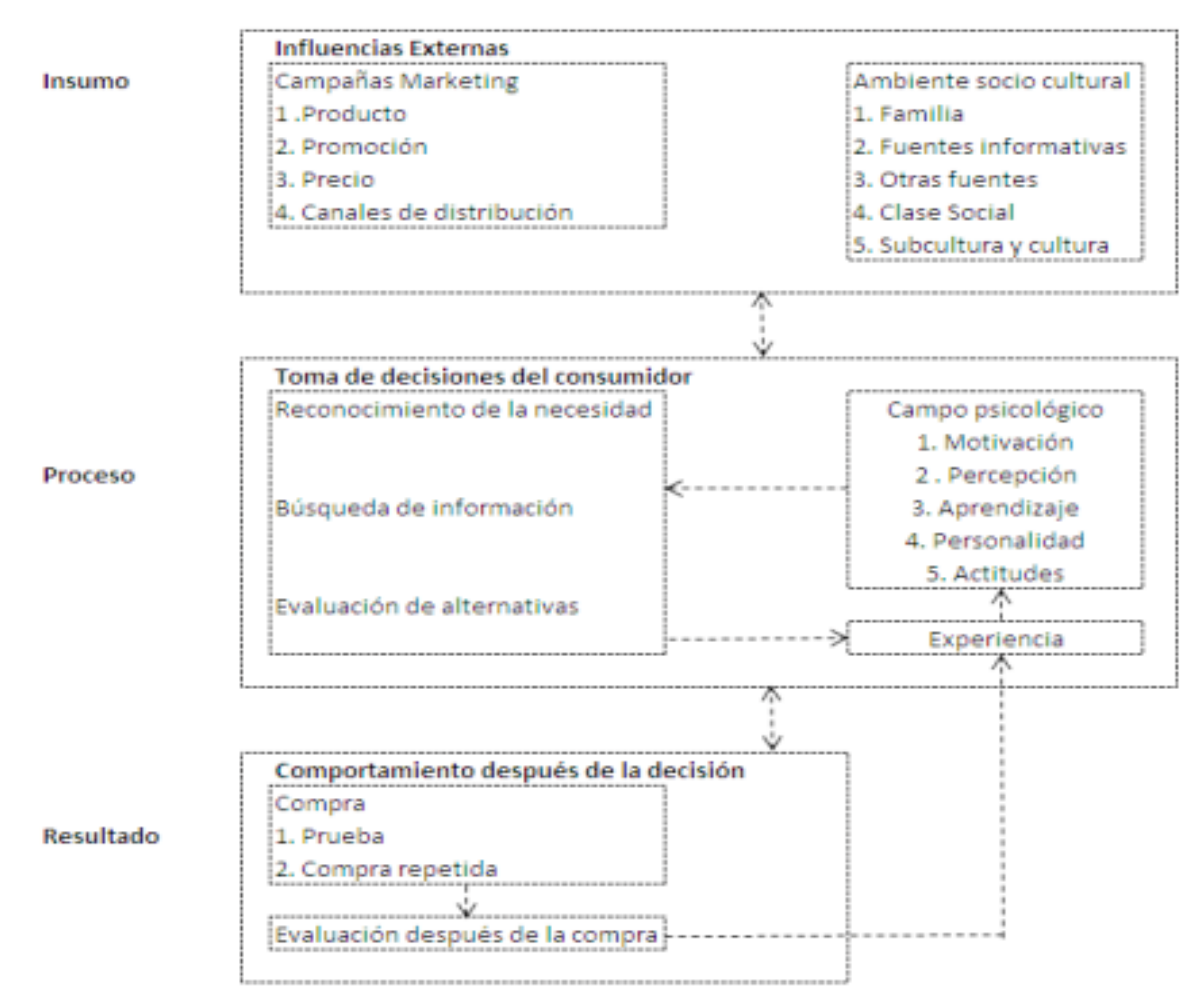 Influencias Externas
Insumo
Campañas Marketing
1 .Producto
2. Promoción
3. Precio
4. Canales de distribución
Ambiente socio cultural
1. Familia
2. Fuentes informativas
3. Otras fuentes
4. Clase Social
5. Subcultura y cultura
Toma de decisiones del consumidor
Proceso
Reconocimiento de la necesidad
Búsqueda de información
Evaluación de alternativas
Campo psicológico
1. Motivación
2 . Percepción
3. Aprendizaje
4. Personalidad
5. Actitudes
Experiencia
Comportamiento después de la decisión
Resultado
Compra
1. Prueba
2. Compra repetida
Evaluación después de la compra